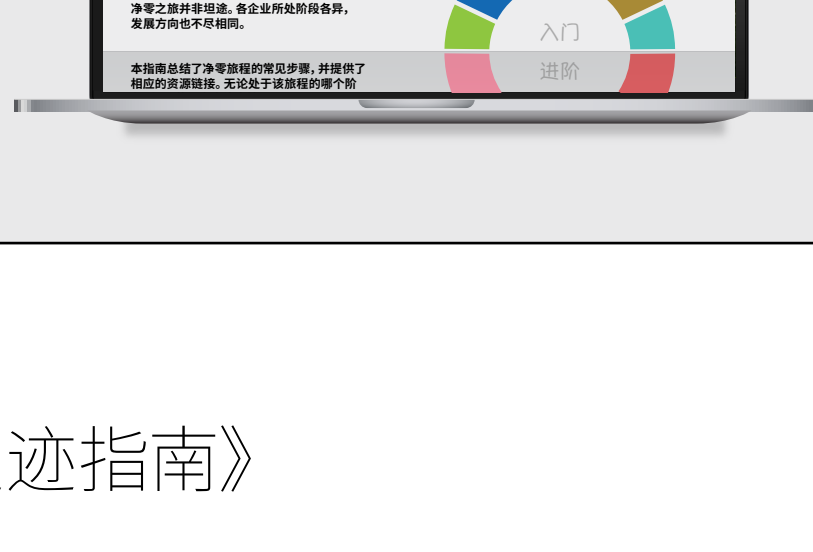 净零之旅并非坦途。各企业所处阶段各异，
发展方向也不尽相同。
入门
本指南总结了净零旅程的常见步骤，并提供了
相应的资源链接。无论处于该旅程的哪个阶
进阶
迹指南》